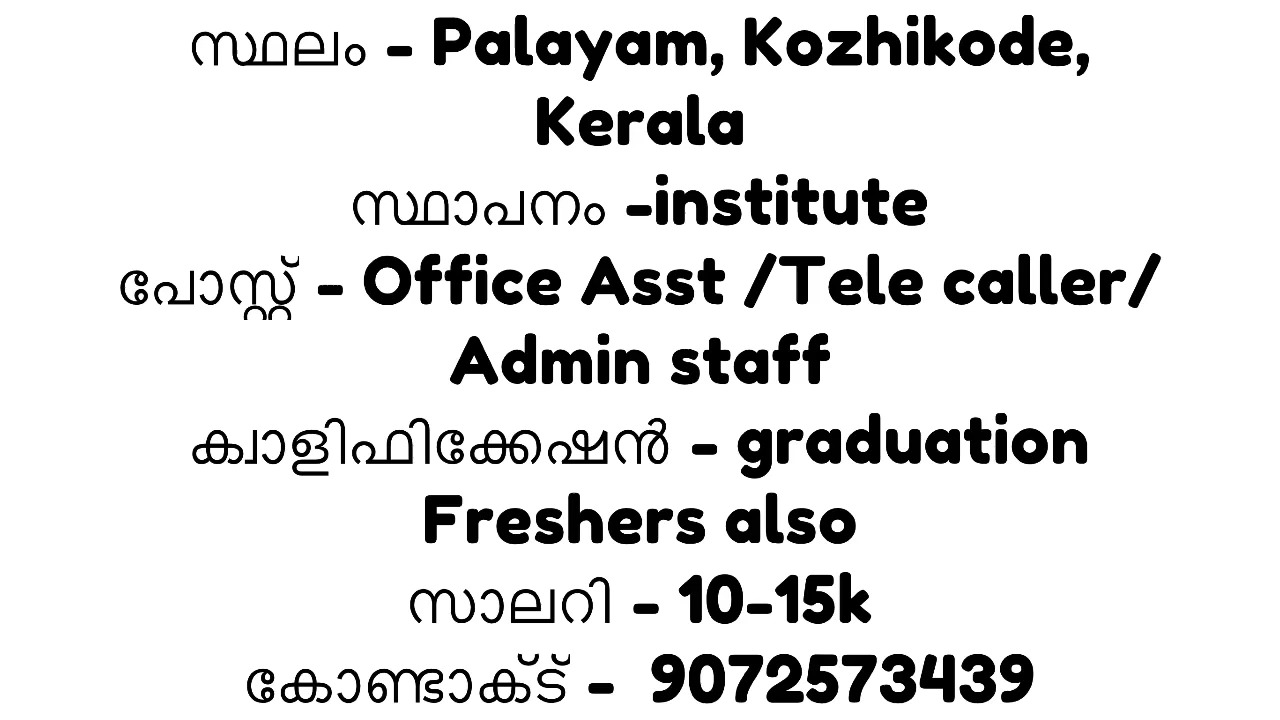 സ്ഥലം - Palayam, Kozhikode,
Kerala
സ്ഥാപനം -institute
പോസ്റ്റ് - Office Asst /Tele caller/
Admin staff
ക്വാളിഫിക്കേഷൻ - graduation
Freshers also
സാലറി - 10-15k
കോണ്ടാക്ട് - 9072573439